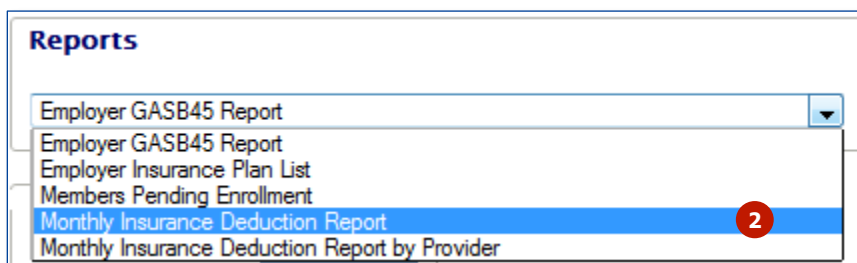 Reports
Employer GASB45 Report
Employer GASB45 Report
Employer Insurance Plan List
Members Pending Enrollment
Monthly Insurance Deduction Report 2
Monthly Insurance Deduction Report by Provider